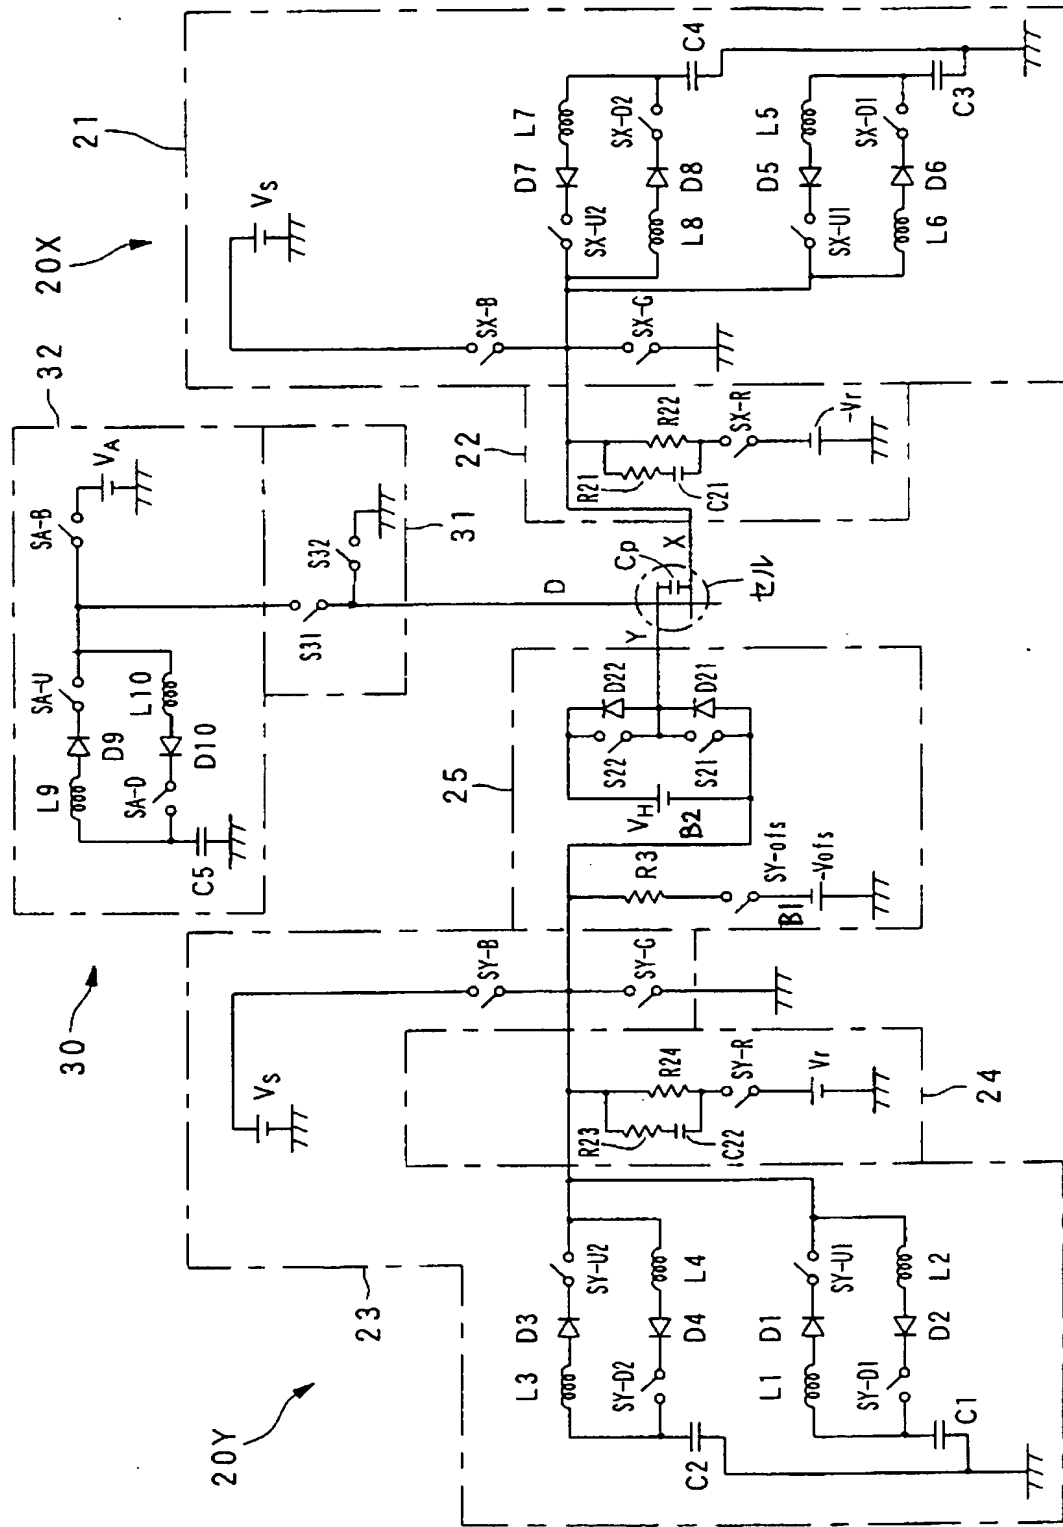 20Y
23
30
32
20X
21
L9
SA-U
SA-B
VA
D9
L10
SA-D
D10
C5
S31
S32
31
D
VS
VS
SY-B
SX-B
25
22
24
L3
D3
SY-U2
SY-D2
D4
L4
C2
L1
D1
SY-U1
SY-D1
D2
L2
C1
R23
R24
C22
SY-R
Vr
SY-G
R3
SY-ofs
B1
-Vofs
VH
B2
S22
D22
S21
D21
Y
Cp
X
セル
R21
R22
C21
SX-R
-Vr
SX-G
SX-U2
D7
L7
L8
D8
SX-D2
C4
SX-U1
D5
L5
L6
D6
SX-D1
C3